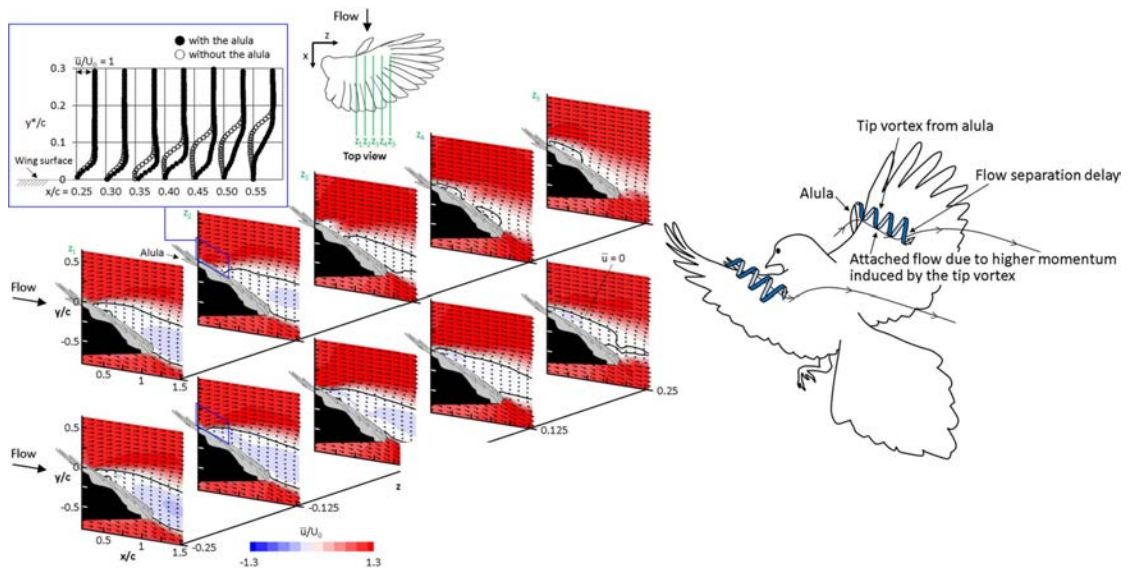 Flow
z
x
z₁ z₂ z₃ z₄ z₅
Top view
with the alula
without the alula
u̅/U₀ = 1
0.3
0.2
y*/c
0.1
Wing surface
0
x/c = 0.25 0.30 0.35 0.40 0.45 0.50 0.55
z₁
z₂
z₃
z₄
z₅
Alula
Flow
0.5
y/c
0
-0.5
0.5 1 1.5
u̅ = 0
Flow
0.5
y/c
0
-0.5
0.5 1 1.5
x/c
-0.25
-0.125
z
0.125
0.25
u̅/U₀
-1.3 1.3
Tip vortex from alula
Flow separation delay
Alula
Attached flow due to higher momentum
induced by the tip vortex